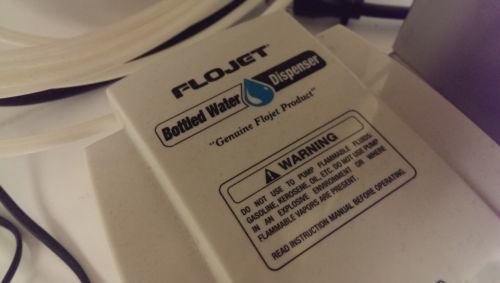 FLOJET
Bottled Water Dispenser
"Genuine Flojet Product"
WARNING
DO NOT USE TO PUMP FLAMMABLE FLUIDS:
GASOLINE, KEROSENE OIL, ETC. DO NOT USE PUMP
IN AN EXPLOSIVE ENVIRONMENT OR WHERE
FLAMMABLE VAPORS ARE PRESENT.
READ INSTRUCTION MANUAL BEFORE OPERATING